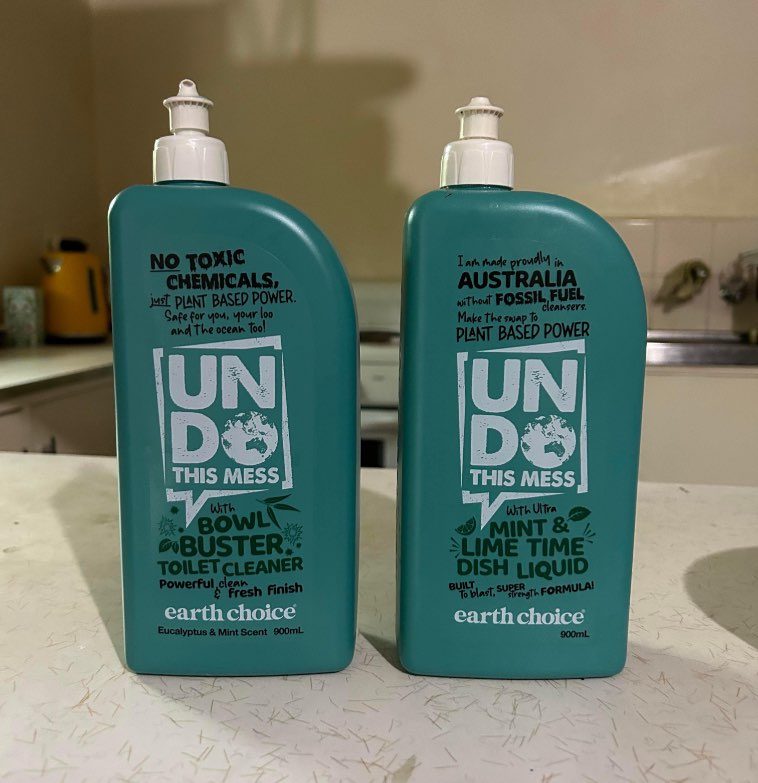 NO TOXIC
CHEMICALS,
just PLANT BASED POWER.
Safe for you, your loo
and the ocean too!
UN
DO
THIS MESS
With
BOWL
BUSTER
TOILET CLEANER
Powerful clean
& fresh finish
earth choice
Eucalyptus & Mint Scent 900mL
I am made proudly in
AUSTRALIA
without FOSSIL FUEL
cleansers.
Make the swap to
PLANT BASED POWER
UN
DO
THIS MESS
With Ultra
MINT &
LIME TIME
DISH LIQUID
BUILT to blast, SUPER strength FORMULA!
earth choice
900mL